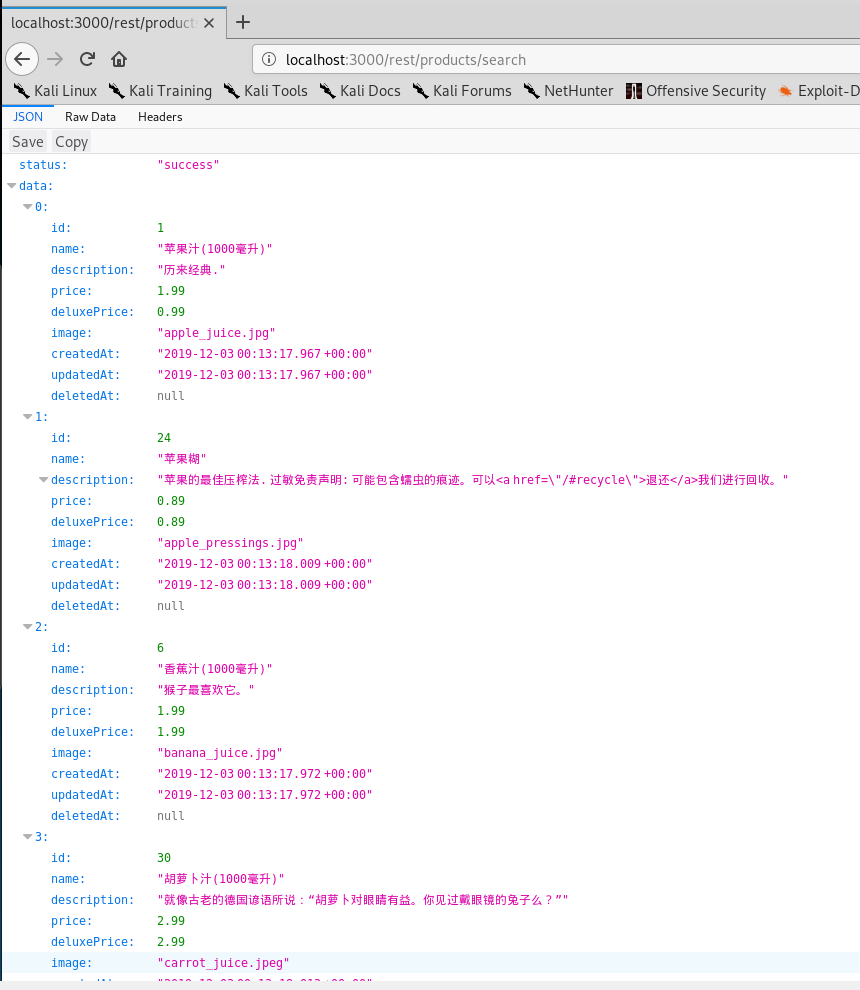 localhost:3000/rest/product
localhost:3000/rest/products/search
Kali Linux Kali Training Kali Tools Kali Docs Kali Forums NetHunter Offensive Security Exploit-D
JSON Raw Data Headers
Save Copy
status: "success"
data:
0:
id: 1
name: "苹果汁(1000毫升)"
description: "历来经典."
price: 1.99
deluxePrice: 0.99
image: "apple_juice.jpg"
createdAt: "2019-12-03 00:13:17.967 +00:00"
updatedAt: "2019-12-03 00:13:17.967 +00:00"
deletedAt: null
1:
id: 24
name: "苹果糊"
description: "苹果的最佳压榨法. 过敏免责声明: 可能包含蠕虫的痕迹。可以<a href=\"/#recycle\">退还</a>我们进行回收。"
price: 0.89
deluxePrice: 0.89
image: "apple_pressings.jpg"
createdAt: "2019-12-03 00:13:18.009 +00:00"
updatedAt: "2019-12-03 00:13:18.009 +00:00"
deletedAt: null
2:
id: 6
name: "香蕉汁(1000毫升)"
description: "猴子最喜欢它。"
price: 1.99
deluxePrice: 1.99
image: "banana_juice.jpg"
createdAt: "2019-12-03 00:13:17.972 +00:00"
updatedAt: "2019-12-03 00:13:17.972 +00:00"
deletedAt: null
3:
id: 30
name: "胡萝卜汁(1000毫升)"
description: "就像古老的德国谚语所说：“胡萝卜对眼睛有益。你见过戴眼镜的兔子么？”"
price: 2.99
deluxePrice: 2.99
image: "carrot_juice.jpeg"